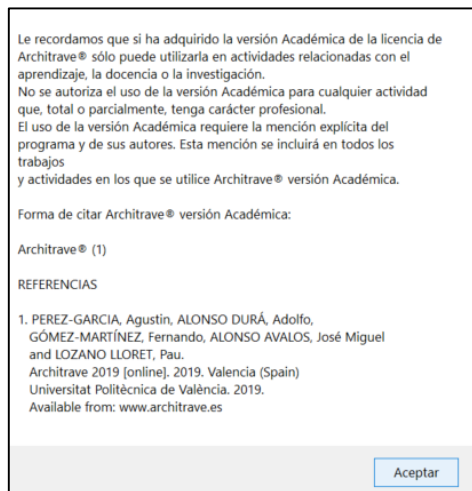 Le recordamos que si ha adquirido la versión Académica de la licencia de
Architrave® sólo puede utilizarla en actividades relacionadas con el
aprendizaje, la docencia o la investigación.
No se autoriza el uso de la versión Académica para cualquier actividad
que, total o parcialmente, tenga carácter profesional.
El uso de la versión Académica requiere la mención explícita del
programa y de sus autores. Esta mención se incluirá en todos los
trabajos
y actividades en los que se utilice Architrave® versión Académica.
Forma de citar Architrave® versión Académica:
Architrave® (1)
REFERENCIAS
1. PEREZ-GARCIA, Agustin, ALONSO DURÁ, Adolfo,
GÓMEZ-MARTÍNEZ, Fernando, ALONSO AVALOS, José Miguel
and LOZANO LLORET, Pau.
Architrave 2019 [online]. 2019. Valencia (Spain)
Universitat Politècnica de València. 2019.
Available from: www.architrave.es
Aceptar